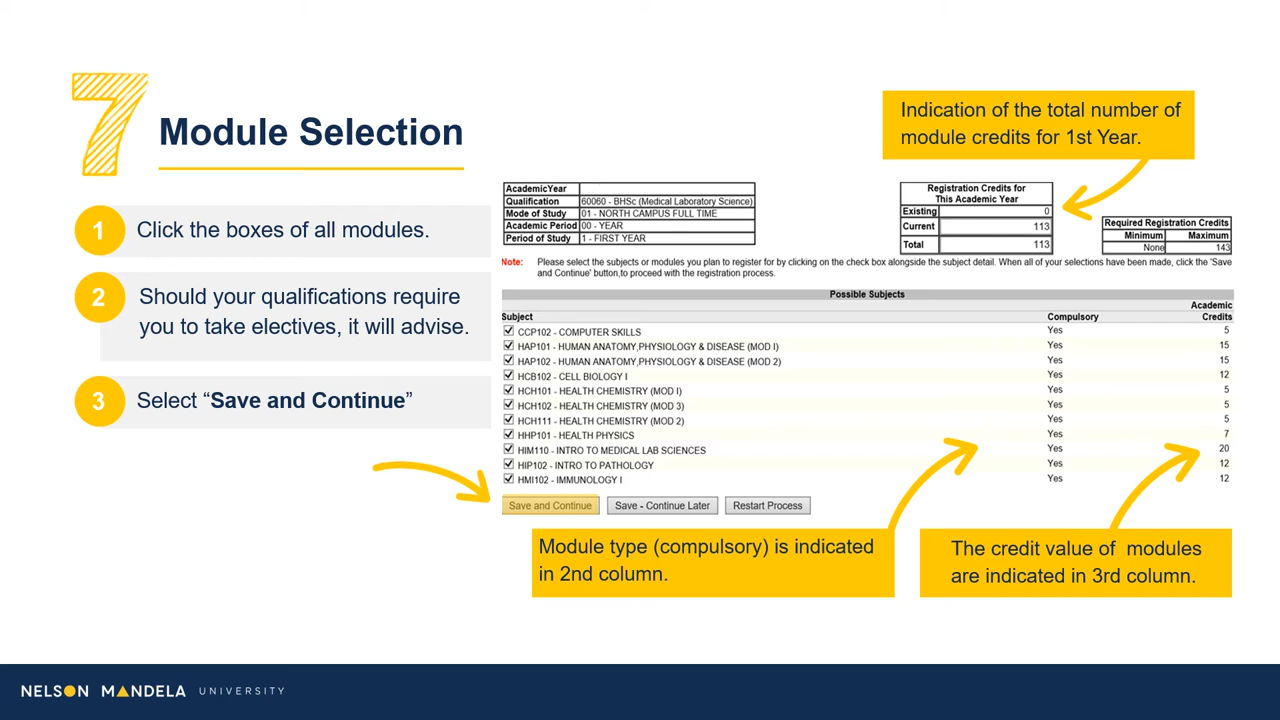 7
Module Selection
1
Click the boxes of all modules.
2
Should your qualifications require
you to take electives, it will advise.
3
Select “Save and Continue”
Indication of the total number of
module credits for 1st Year.
AcademicYear
Qualification 60060 - BHSc (Medical Laboratory Science)
Mode of Study 01 - NORTH CAMPUS FULL TIME
Academic Period 00 - YEAR
Period of Study 1 - FIRST YEAR
Registration Credits for
This Academic Year
Existing 0
Current 113
Total 113
Required Registration Credits
Minimum Maximum
None 143
Note: Please select the subjects or modules you plan to register for by clicking on the check box alongside the subject detail. When all of your selections have been made, click the 'Save
and Continue' button,to proceed with the registration process.
Possible Subjects
Subject Compulsory Academic
Credits
CCP102 - COMPUTER SKILLS Yes 5
HAP101 - HUMAN ANATOMY,PHYSIOLOGY & DISEASE (MOD I) Yes 15
HAP102 - HUMAN ANATOMY,PHYSIOLOGY & DISEASE (MOD 2) Yes 15
HCB102 - CELL BIOLOGY I Yes 12
HCH101 - HEALTH CHEMISTRY (MOD I) Yes 5
HCH102 - HEALTH CHEMISTRY (MOD 3) Yes 5
HCH111 - HEALTH CHEMISTRY (MOD 2) Yes 5
HHP101 - HEALTH PHYSICS Yes 7
HIM110 - INTRO TO MEDICAL LAB SCIENCES Yes 20
HIP102 - INTRO TO PATHOLOGY Yes 12
HMI102 - IMMUNOLOGY I Yes 12
Save and Continue Save - Continue Later Restart Process
Module type (compulsory) is indicated
in 2nd column.
The credit value of modules
are indicated in 3rd column.
NELSON MANDELA UNIVERSITY